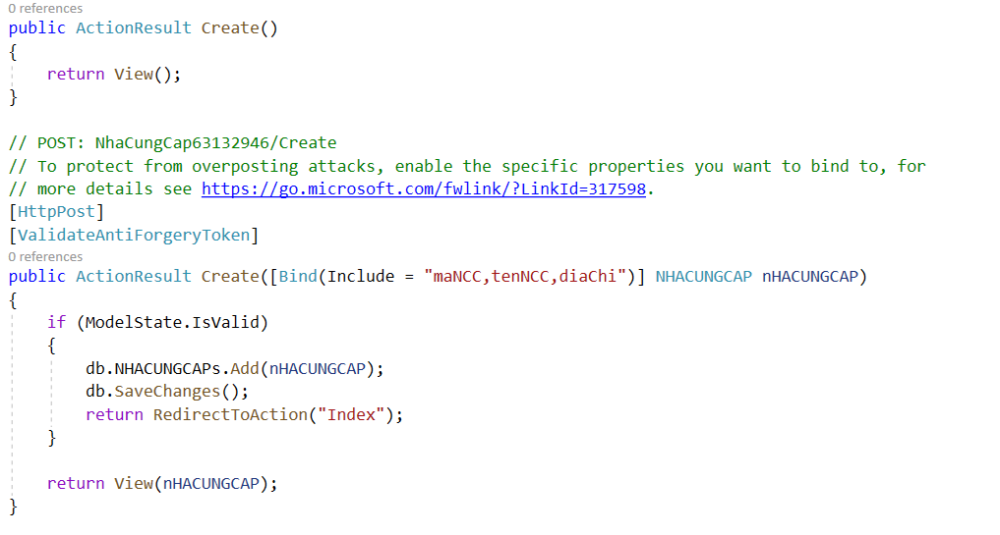 0 references
public ActionResult Create()
{
return View();
}
// POST: NhaCungCap63132946/Create
// To protect from overposting attacks, enable the specific properties you want to bind to, for
// more details see https://go.microsoft.com/fwlink/?LinkId=317598.
[HttpPost]
[ValidateAntiForgeryToken]
0 references
public ActionResult Create([Bind(Include = "maNCC,tenNCC,diaChi")] NHACUNGCAP nHACUNGCAP)
{
if (ModelState.IsValid)
{
db.NHACUNGCAPs.Add(nHACUNGCAP);
db.SaveChanges();
return RedirectToAction("Index");
}
return View(nHACUNGCAP);
}